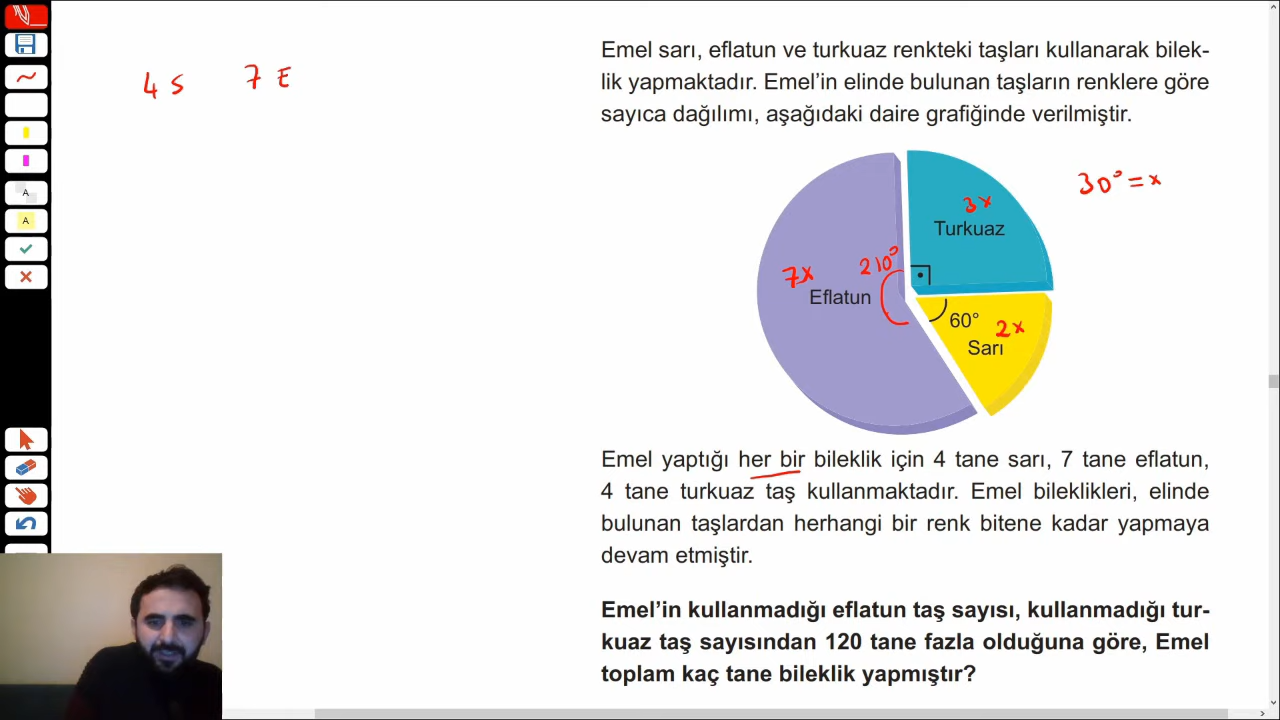 4 S 7 E
Emel sarı, eflatun ve turkuaz renkteki taşları kullanarak bilek-
lik yapmaktadır. Emel’in elinde bulunan taşların renklere göre
sayıca dağılımı, aşağıdaki daire grafiğinde verilmiştir.
30° = x
3x
Turkuaz
210°
7x
Eflatun
60°
2x
Sarı
Emel yaptığı her bir bileklik için 4 tane sarı, 7 tane eflatun,
4 tane turkuaz taş kullanmaktadır. Emel bileklikleri, elinde
bulunan taşlardan herhangi bir renk bitene kadar yapmaya
devam etmiştir.
Emel’in kullanmadığı eflatun taş sayısı, kullanmadığı tur-
kuaz taş sayısından 120 tane fazla olduğuna göre, Emel
toplam kaç tane bileklik yapmıştır?
A
A